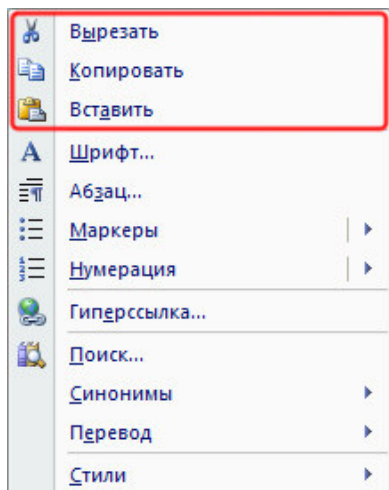 Вырезать
Копировать
Вставить
Шрифт...
Абзац...
Маркеры
Нумерация
Гиперссылка...
Поиск...
Синонимы
Перевод
Стили